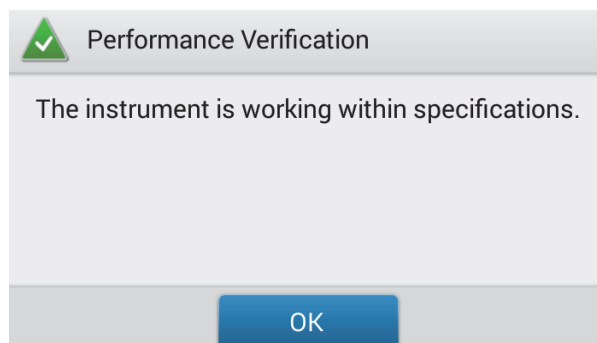 Performance Verification
The instrument is working within specifications.
OK